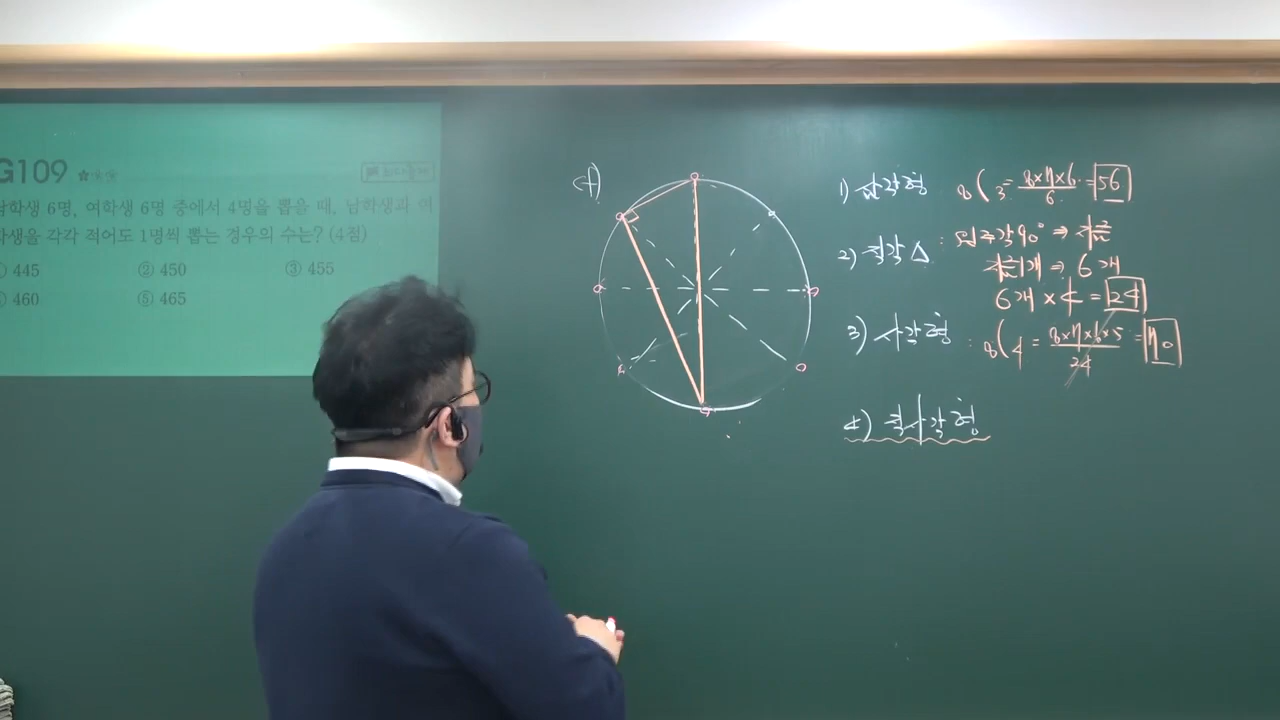 G109
남학생 6명, 여학생 6명 중에서 4명을 뽑을 때, 남학생과 여
학생을 각각 적어도 1명씩 뽑는 경우의 수는? (4점)
445 ② 450 ③ 455
460 ⑤ 465
1) 삼각형 : 8C3 = 8×7×6/6 = 56
2) 직각△ : 원주각 90° ⇒ 지름
지름 1개 ⇒ 6개
6개 × 4 = 24
3) 사각형 : 8C4 = 8×7×6×5/24 = 70
4) 직사각형